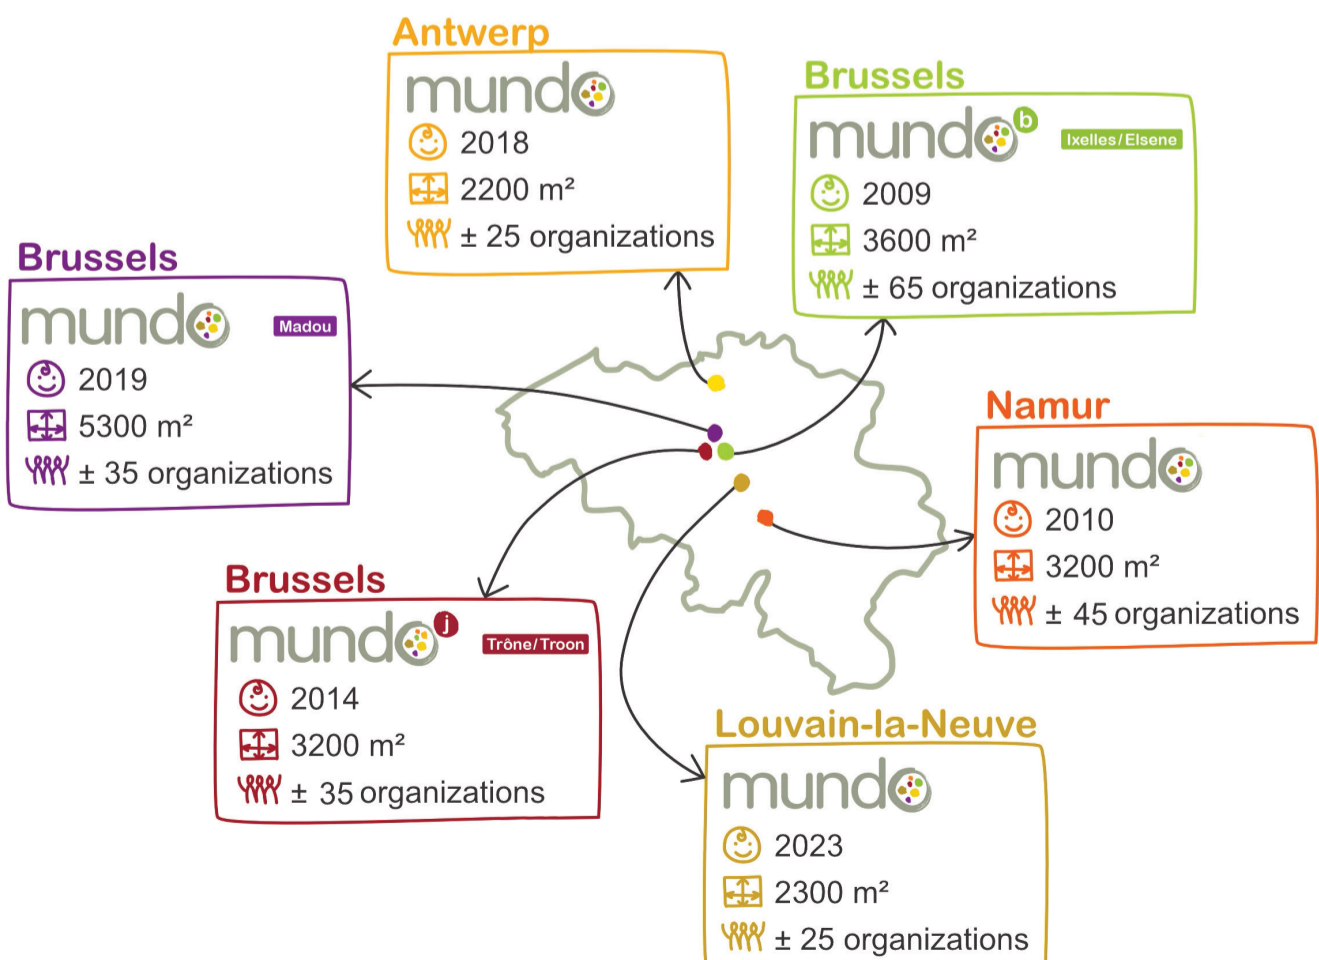 Antwerp
mundo
2018
2200 m²
± 25 organizations
Brussels
mundo b
Ixelles/Elsene
2009
3600 m²
± 65 organizations
Brussels
mundo
Madou
2019
5300 m²
± 35 organizations
Namur
mundo
2010
3200 m²
± 45 organizations
Brussels
mundo j
Trône/Troon
2014
3200 m²
± 35 organizations
Louvain-la-Neuve
mundo
2023
2300 m²
± 25 organizations